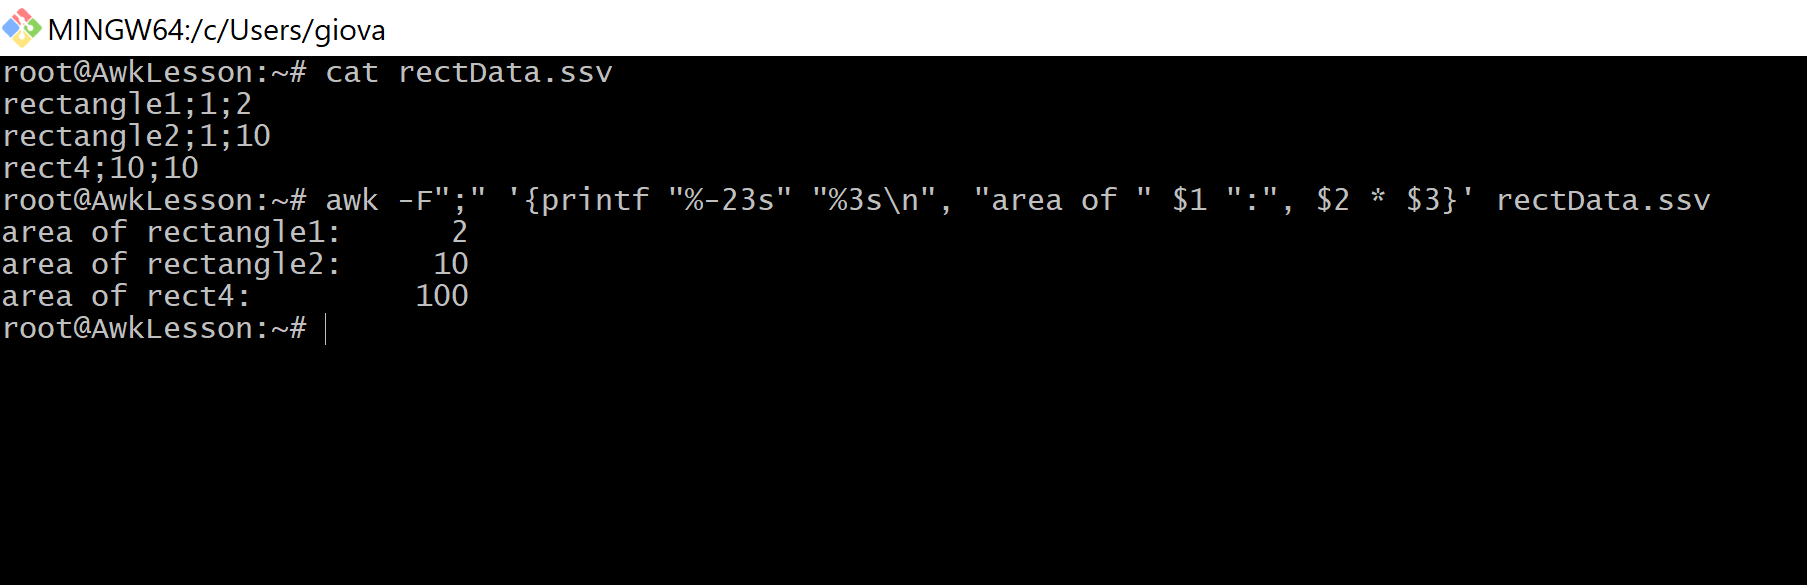 MINGW64:/c/Users/giova
root@AwkLesson:~# cat rectData.ssv
rectangle1;1;2
rectangle2;1;10
rect4;10;10
root@AwkLesson:~# awk -F";" '{printf "%-23s" "%3s\n", "area of " $1 ":", $2 * $3}' rectData.ssv
area of rectangle1:      2
area of rectangle2:     10
area of rect4:         100
root@AwkLesson:~#